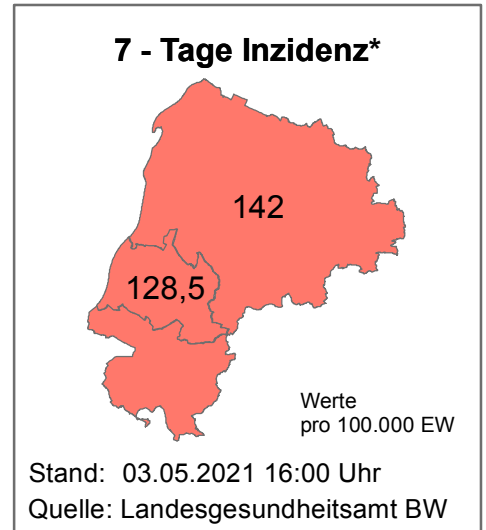 7 - Tage Inzidenz*
142
128,5
Werte
pro 100.000 EW
Stand: 03.05.2021 16:00 Uhr
Quelle: Landesgesundheitsamt BW